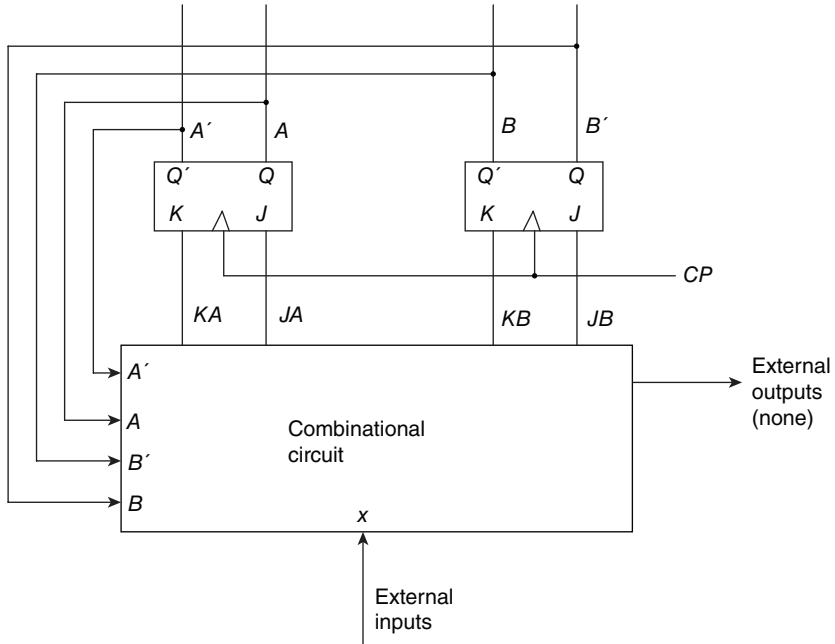 A´ A B B´
Q´ Q Q´ Q
K J K J
CP
KA JA KB JB
A´
A
B´
B
Combinational
circuit
x
External
outputs
(none)
External
inputs